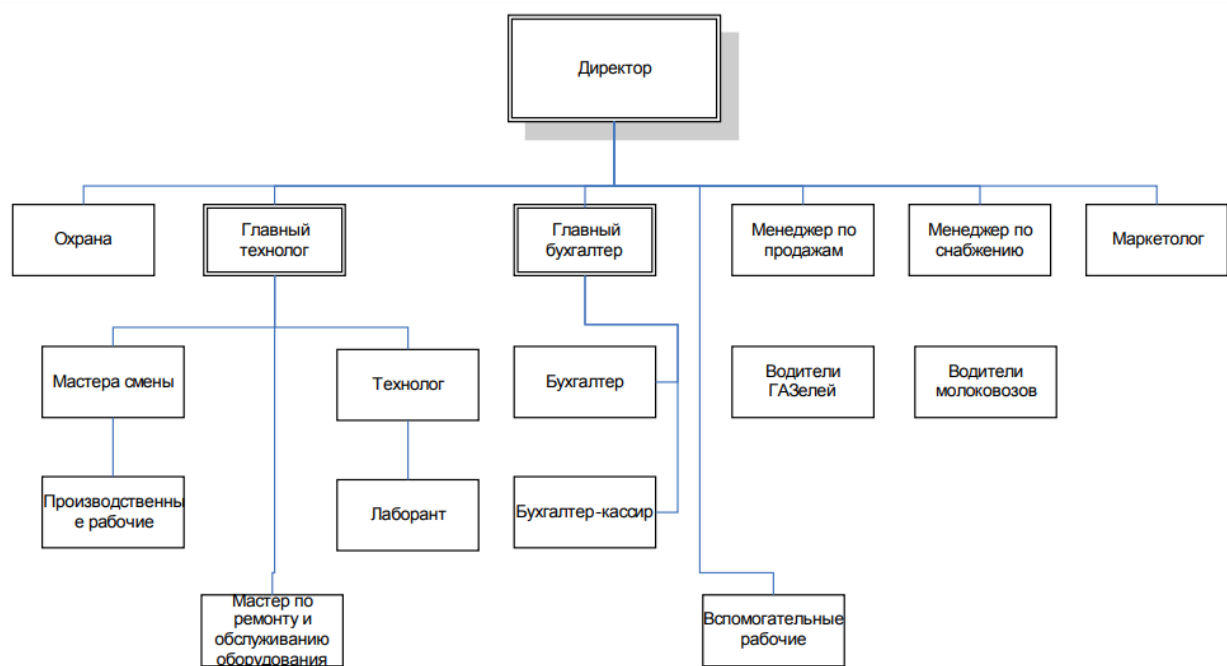 Директор
Охрана
Главный
технолог
Главный
бухгалтер
Менеджер по
продажам
Менеджер по
снабжению
Маркетолог
Мастера смены
Технолог
Бухгалтер
Водители
ГАЗелей
Водители
молоковозов
Производственны
е рабочие
Лаборант
Бухгалтер-кассир
Мастер по
ремонту и
обслуживанию
оборудования
Вспомогательные
рабочие